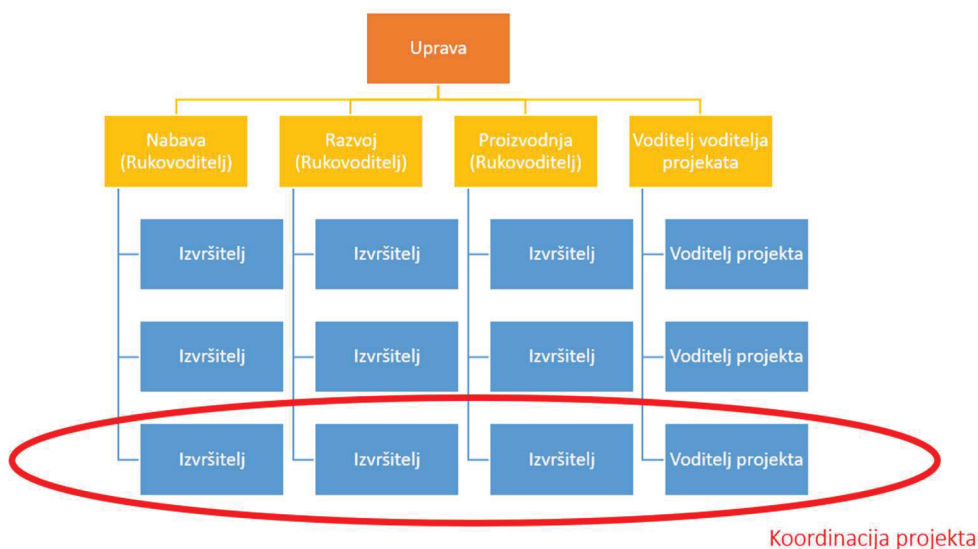 Uprava
Nabava
(Rukovoditelj)
Razvoj
(Rukovoditelj)
Proizvodnja
(Rukovoditelj)
Voditelj voditelja
projekata
Izvršitelj
Izvršitelj
Izvršitelj
Voditelj projekta
Izvršitelj
Izvršitelj
Izvršitelj
Voditelj projekta
Izvršitelj
Izvršitelj
Izvršitelj
Voditelj projekta
Koordinacija projekta